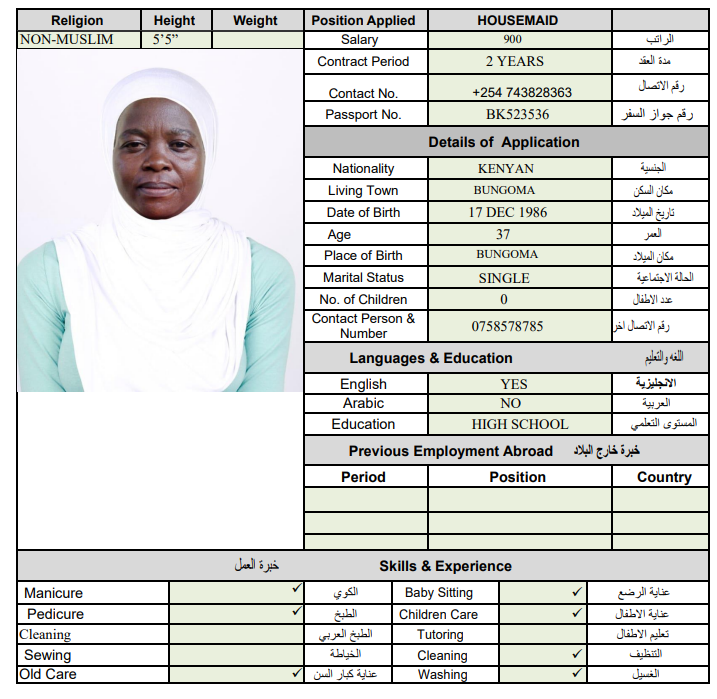 Religion Height Weight Position Applied HOUSEMAID
NON-MUSLIM 5’5” Salary 900 الراتب
Contract Period 2 YEARS مدة العقد
Contact No. +254 743828363 رقم الاتصال
Passport No. BK523536 رقم جواز السفر
Details of Application
Nationality KENYAN الجنسية
Living Town BUNGOMA مكان السكن
Date of Birth 17 DEC 1986 تاريخ الميلاد
Age 37 العمر
Place of Birth BUNGOMA مكان الميلاد
Marital Status SINGLE الحالة الاجتماعية
No. of Children 0 عدد الاطفال
Contact Person & Number 0758578785 رقم الاتصال اخر
Languages & Education اللغه والتعليم
English YES الانجليزية
Arabic NO العربية
Education HIGH SCHOOL المستوى التعلمي
Previous Employment Abroad خبرة خارج البلاد
Period Position Country
خبرة العمل Skills & Experience
Manicure ✓ الكوي Baby Sitting ✓ عناية الرضع
Pedicure ✓ الطبخ Children Care ✓ عناية الاطفال
Cleaning الطبخ العربي Tutoring تعليم الاطفال
Sewing الخياطة Cleaning ✓ التنظيف
Old Care ✓ عناية كبار السن Washing ✓ الغسيل